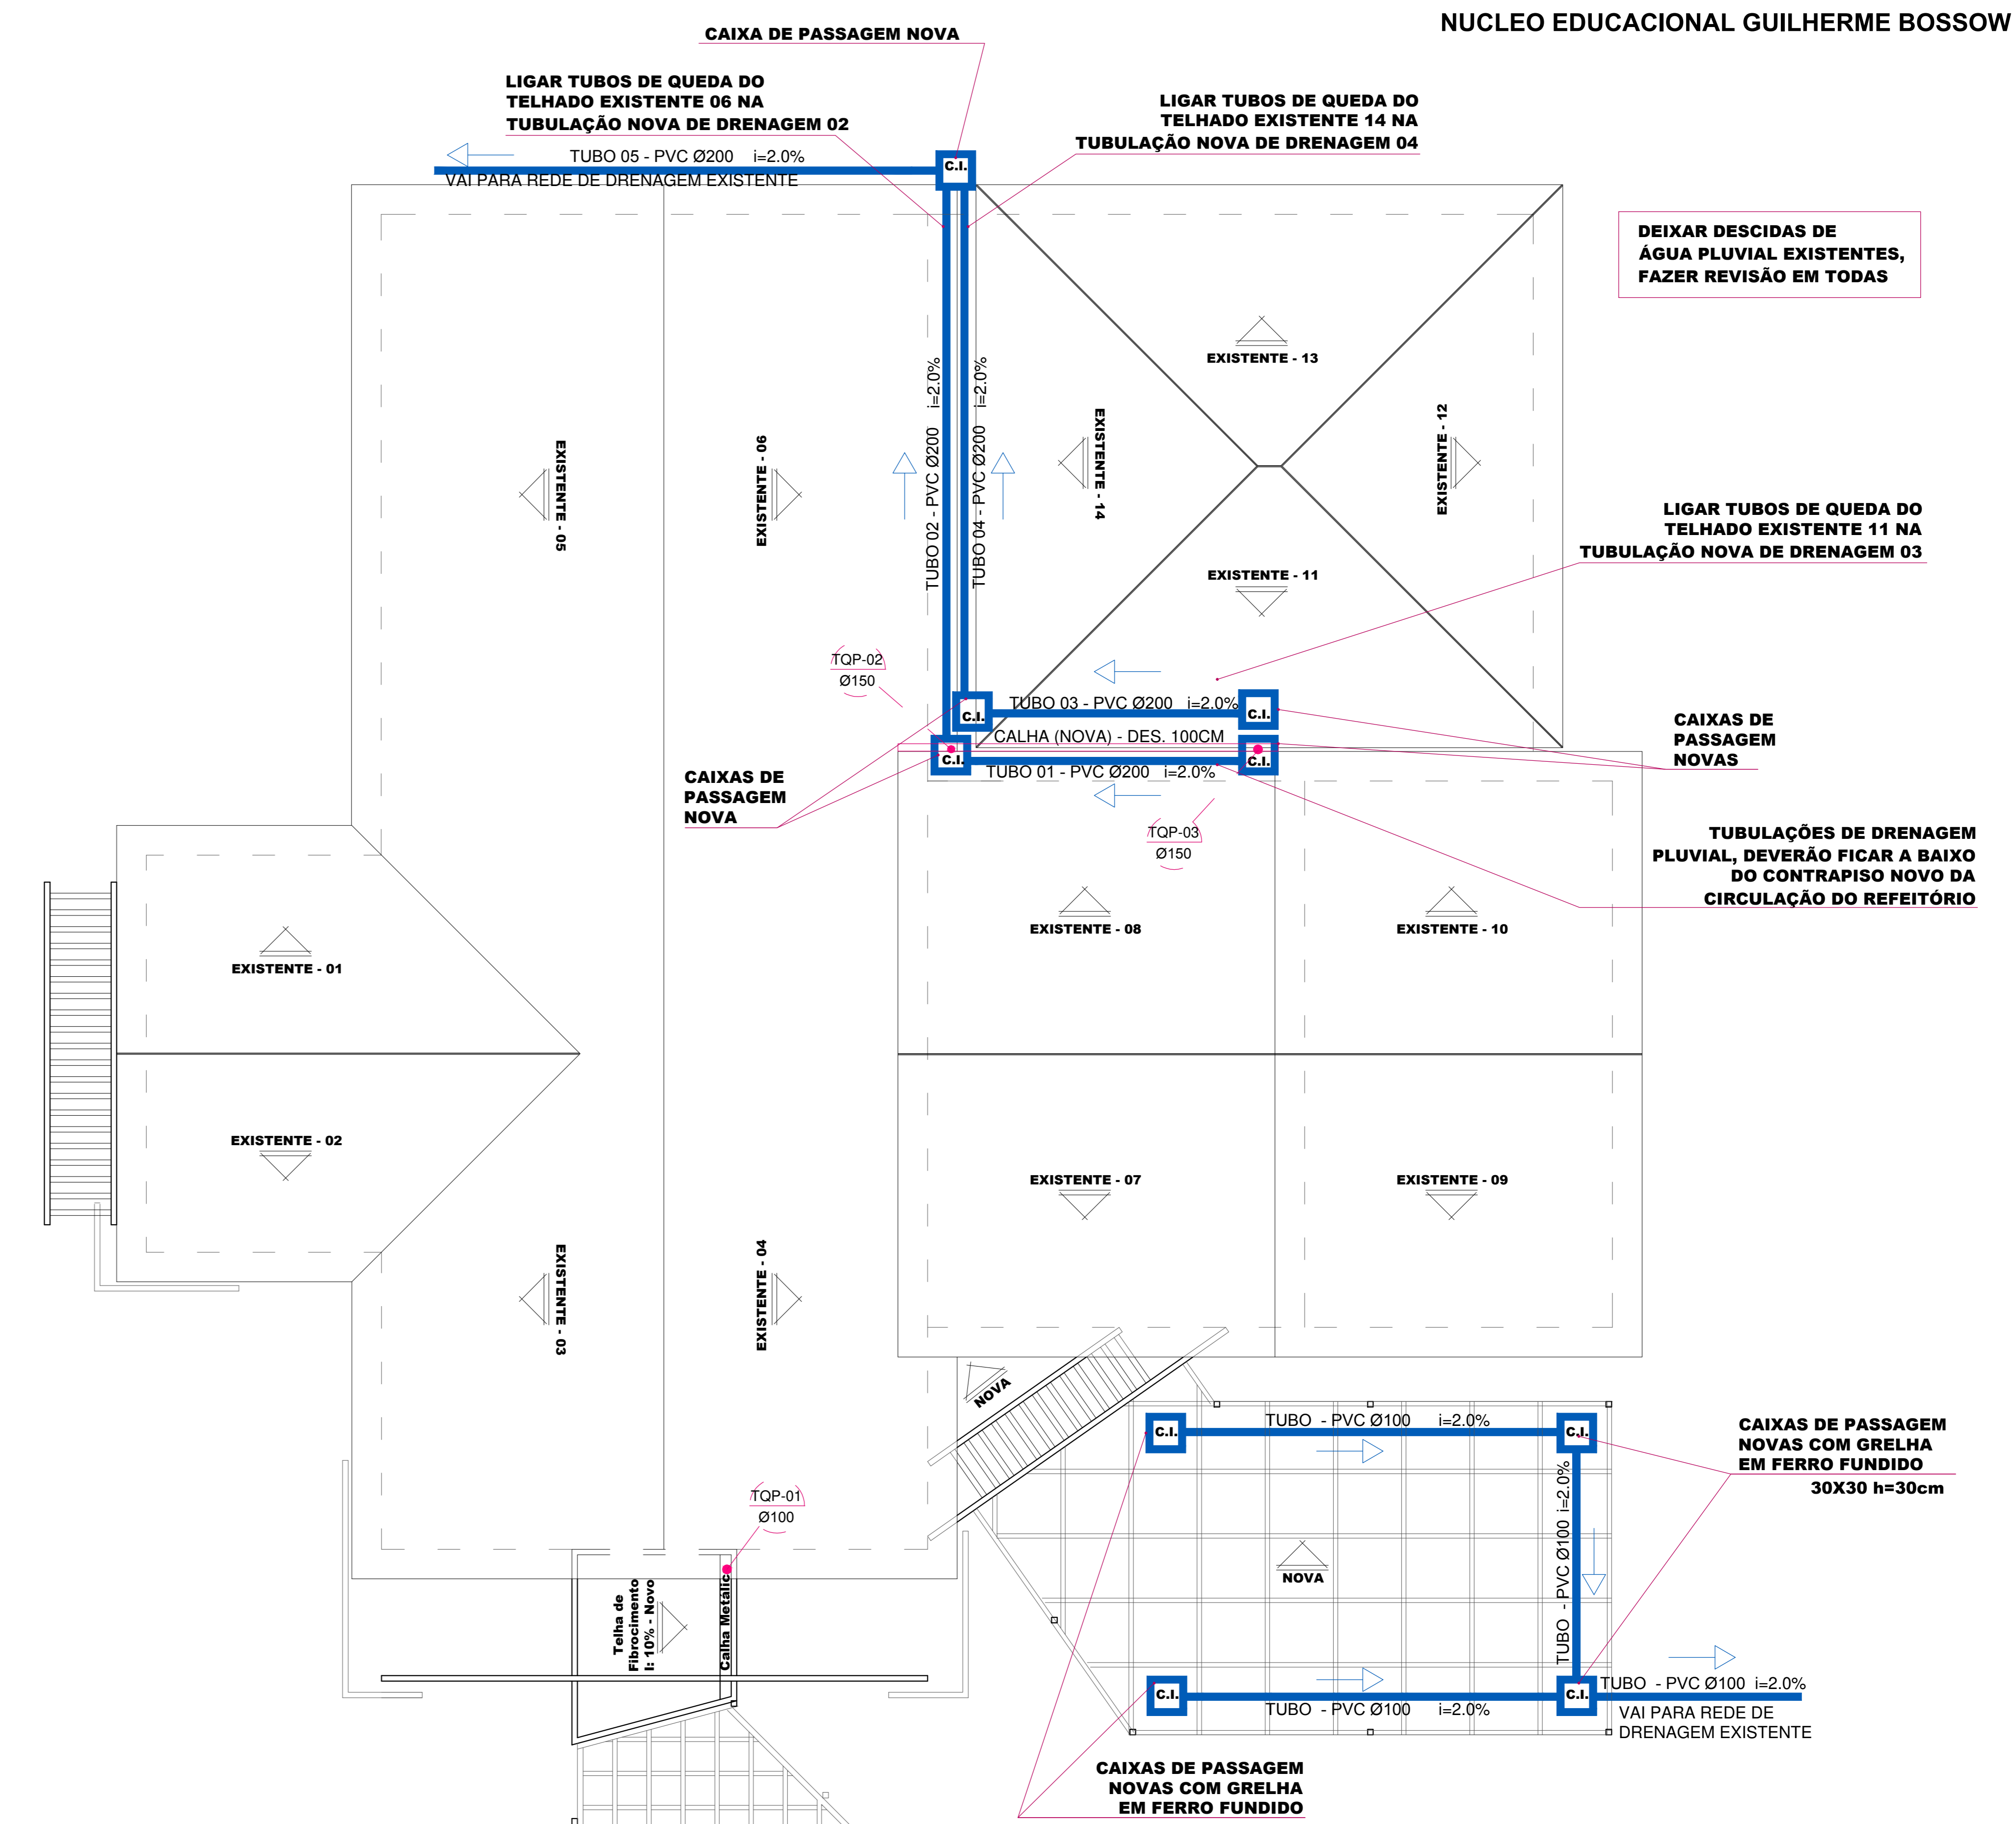 NUCLEO EDUCACIONAL GUILHERME BOSSOW
CAIXA DE PASSAGEM NOVA
LIGAR TUBOS DE QUEDA DO
TELHADO EXISTENTE 06 NA
TUBULAÇÃO NOVA DE DRENAGEM 02
LIGAR TUBOS DE QUEDA DO
TELHADO EXISTENTE 14 NA
TUBULAÇÃO NOVA DE DRENAGEM 04
TUBO 05 - PVC Ø200 i=2.0%
VAI PARA REDE DE DRENAGEM EXISTENTE
C.I.
DEIXAR DESCIDAS DE
ÁGUA PLUVIAL EXISTENTES,
FAZER REVISÃO EM TODAS
EXISTENTE - 13
EXISTENTE - 05
EXISTENTE - 06
TUBO 02 - PVC Ø200 i=2.0%
TUBO 04 - PVC Ø200 i=2.0%
EXISTENTE - 14
EXISTENTE - 12
EXISTENTE - 11
LIGAR TUBOS DE QUEDA DO
TELHADO EXISTENTE 11 NA
TUBULAÇÃO NOVA DE DRENAGEM 03
TQP-02
Ø150
C.I.
TUBO 03 - PVC Ø200 i=2.0%
C.I.
CALHA (NOVA) - DES. 100CM
C.I.
TUBO 01 - PVC Ø200 i=2.0%
C.I.
CAIXAS DE
PASSAGEM
NOVAS
CAIXAS DE
PASSAGEM
NOVA
TQP-03
Ø150
TUBULAÇÕES DE DRENAGEM
PLUVIAL, DEVERÃO FICAR A BAIXO
DO CONTRAPISO NOVO DA
CIRCULAÇÃO DO REFEITÓRIO
EXISTENTE - 08
EXISTENTE - 10
EXISTENTE - 01
EXISTENTE - 02
EXISTENTE - 07
EXISTENTE - 09
EXISTENTE - 03
EXISTENTE - 04
NOVA
C.I.
TUBO - PVC Ø100 i=2.0%
C.I.
CAIXAS DE PASSAGEM
NOVAS COM GRELHA
EM FERRO FUNDIDO
30X30 h=30cm
TQP-01
Ø100
TUBO - PVC Ø100 i=2.0%
NOVA
Telha de
Fibrocimento
I: 10% - Novo
Calha Metálic
C.I.
TUBO - PVC Ø100 i=2.0%
C.I.
TUBO - PVC Ø100 i=2.0%
VAI PARA REDE DE
DRENAGEM EXISTENTE
CAIXAS DE PASSAGEM
NOVAS COM GRELHA
EM FERRO FUNDIDO